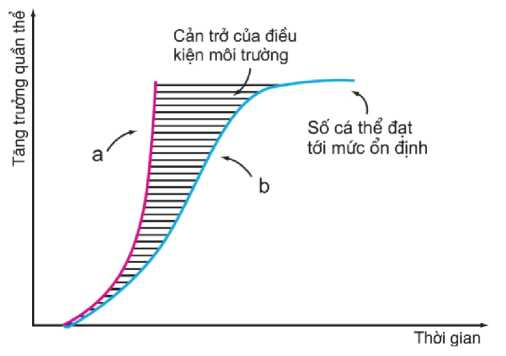 Tăng trưởng quần thể
Cản trở của điều
kiện môi trường
a
Số cá thể đạt
tới mức ổn định
b
Thời gian